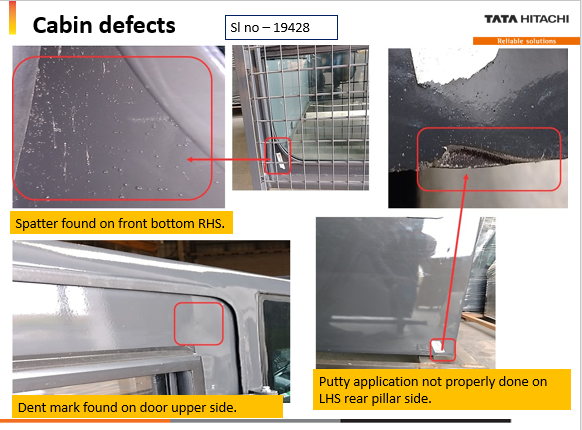 Cabin defects
Sl no – 19428
TATA HITACHI
Reliable solutions
Spatter found on front bottom RHS.
Dent mark found on door upper side.
Putty application not properly done on
LHS rear pillar side.